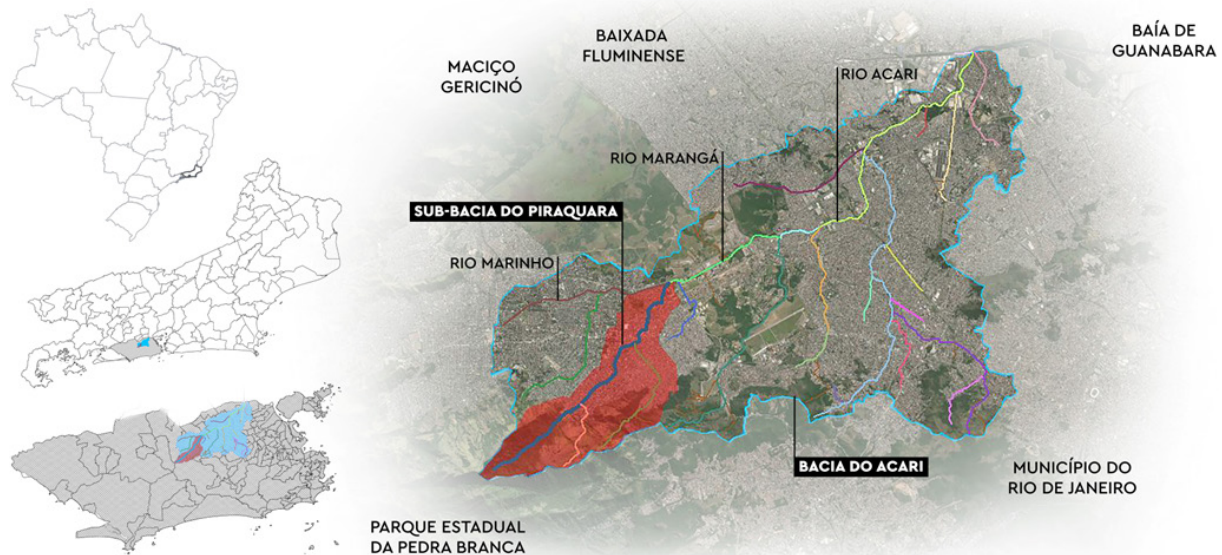 BAIXADA
FLUMINENSE
BAÍA DE
GUANABARA
MACIÇO
GERICINÓ
RIO ACARI
RIO MARANGÁ
SUB-BACIA DO PIRAQUARA
RIO MARINHO
BACIA DO ACARI
MUNICÍPIO DO
RIO DE JANEIRO
PARQUE ESTADUAL
DA PEDRA BRANCA